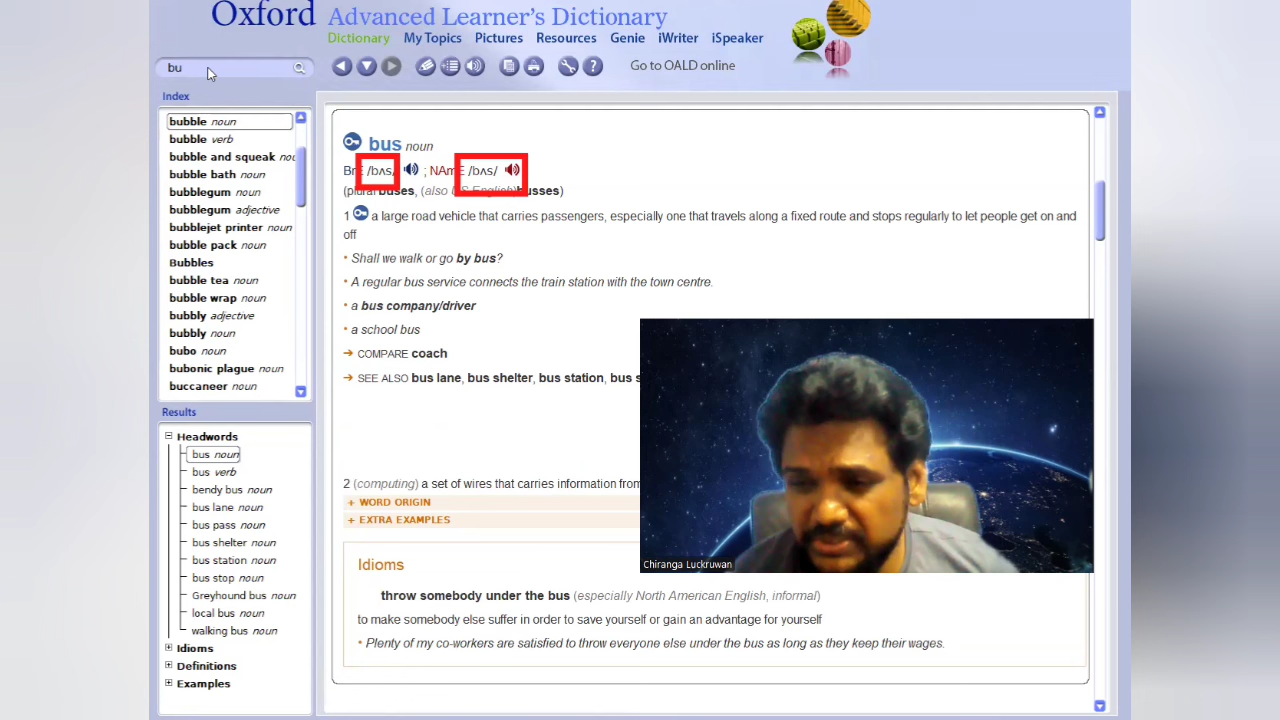 Oxford Advanced Learner's Dictionary
Dictionary My Topics Pictures Resources Genie iWriter iSpeaker
bu
Go to OALD online
Index
bubble noun
bubble verb
bubble and squeak
bubble bath noun
bubblegum noun
bubblegum adjective
bubblejet printer noun
bubble pack noun
Bubbles
bubble tea noun
bubble wrap noun
bubbly adjective
bubbly noun
bubo noun
bubonic plague noun
buccaneer noun
Results
Headwords
bus noun
bus verb
bendy bus noun
bus lane noun
bus pass noun
bus shelter noun
bus station noun
bus stop noun
Greyhound bus noun
local bus noun
walking bus noun
Idioms
Definitions
Examples
bus noun
BrE /bʌs/ ; NAmE /bʌs/
(plural buses, (also US English)busses)
1 a large road vehicle that carries passengers, especially one that travels along a fixed route and stops regularly to let people get on and
off
• Shall we walk or go by bus?
• A regular bus service connects the train station with the town centre.
• a bus company/driver
• a school bus
➔ COMPARE coach
➔ SEE ALSO bus lane, bus shelter, bus station,
2 (computing) a set of wires that carries information from
+ WORD ORIGIN
+ EXTRA EXAMPLES
Idioms
throw somebody under the bus (especially North American English, informal)
to make somebody else suffer in order to save yourself or gain an advantage for yourself
• Plenty of my co-workers are satisfied to throw everyone else under the bus as long as they keep their wages.
Chiranga Luckruwan